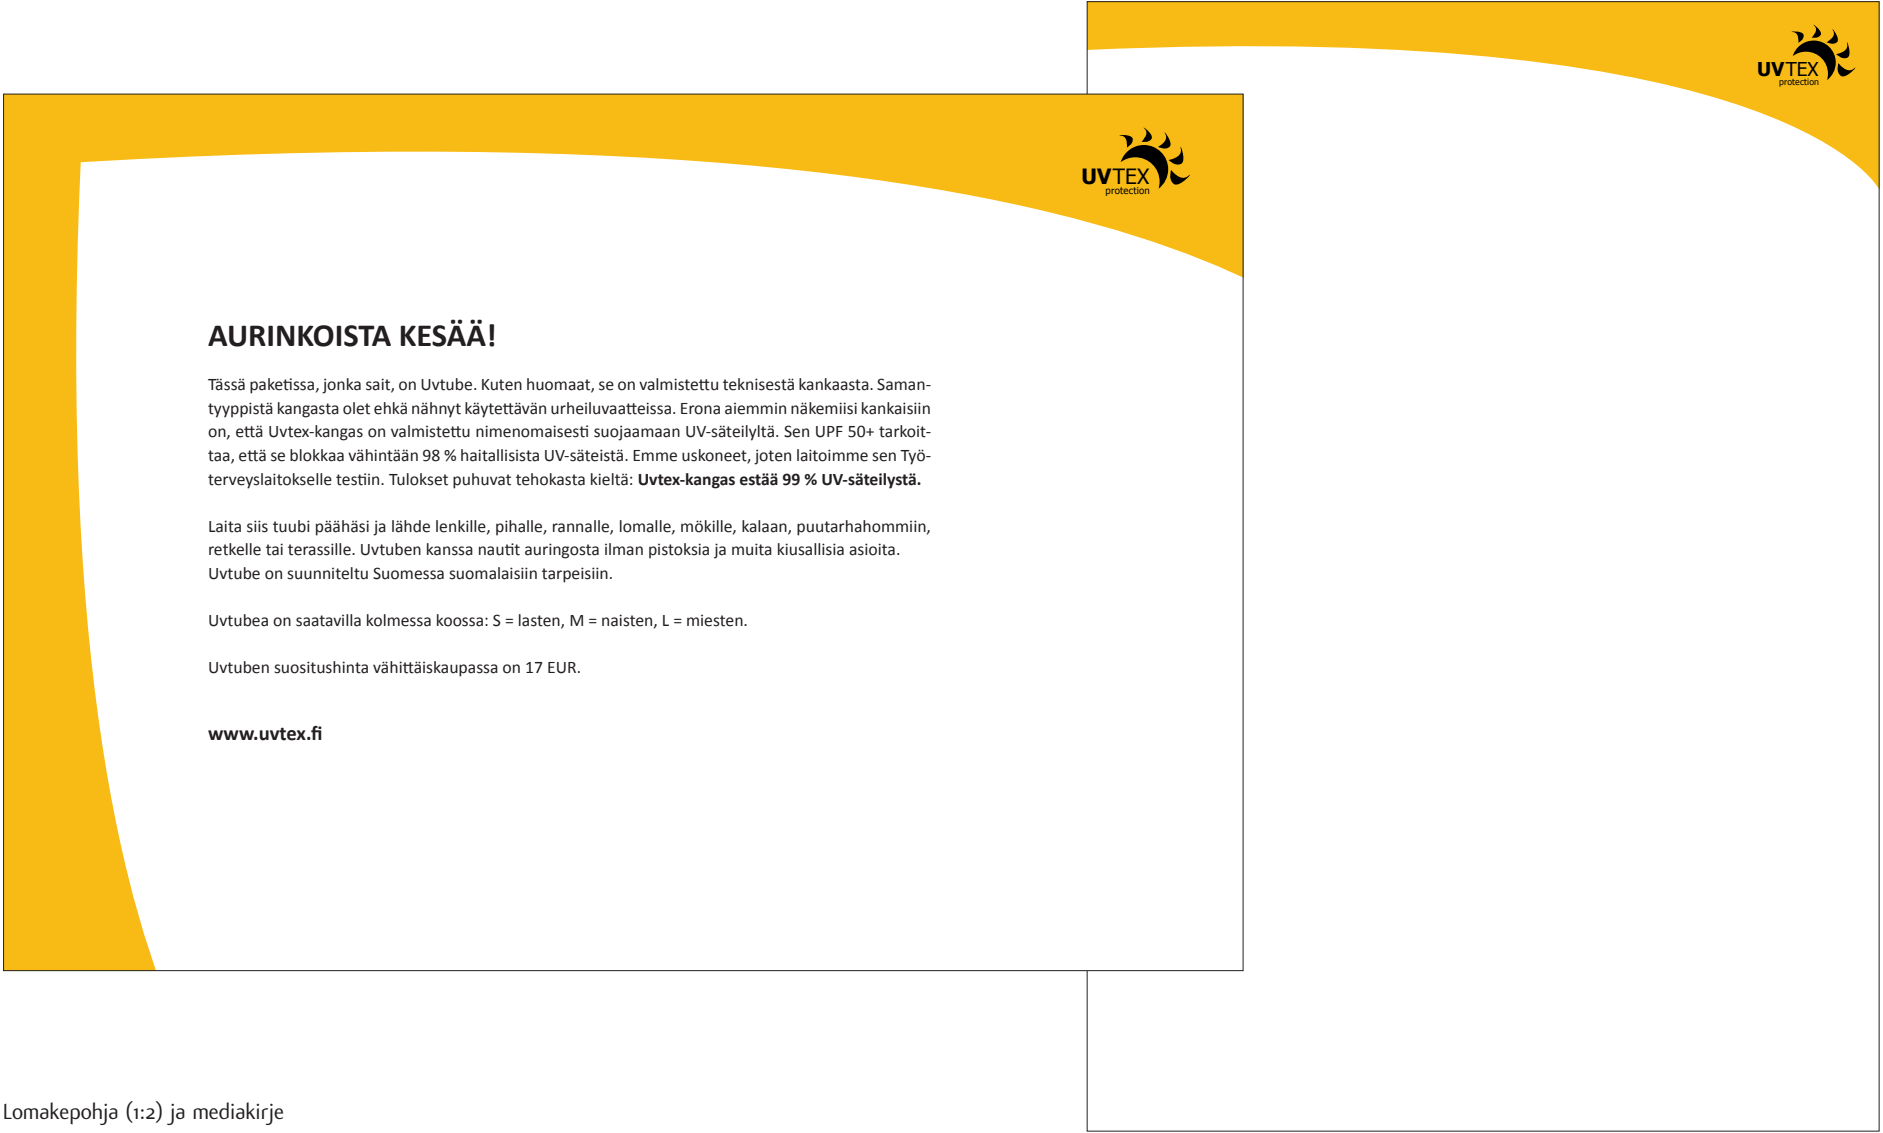 UVTEX
protection
UVTEX
protection
AURINKOISTA KESÄÄ!
Tässä paketissa, jonka sait, on Uvtube. Kuten huomaat, se on valmistettu teknisestä kankaasta. Saman-
tyyppistä kangasta olet ehkä nähnyt käytettävän urheiluvaatteissa. Erona aiemmin näkemiisi kankaisiin
on, että Uvtex-kangas on valmistettu nimenomaisesti suojaamaan UV-säteilyltä. Sen UPF 50+ tarkoit-
taa, että se blokkaa vähintään 98 % haitallisista UV-säteistä. Emme uskoneet, joten laitoimme sen Työ-
terveyslaitokselle testiin. Tulokset puhuvat tehokasta kieltä: Uvtex-kangas estää 99 % UV-säteilystä.
Laita siis tuubi päähäsi ja lähde lenkille, pihalle, rannalle, lomalle, mökille, kalaan, puutarhahommiin,
retkelle tai terassille. Uvtuben kanssa nautit auringosta ilman pistoksia ja muita kiusallisia asioita.
Uvtube on suunniteltu Suomessa suomalaisiin tarpeisiin.
Uvtubea on saatavilla kolmessa koossa: S = lasten, M = naisten, L = miesten.
Uvtuben suositushinta vähittäiskaupassa on 17 EUR.
www.uvtex.fi
Lomakepohja (1:2) ja mediakirje